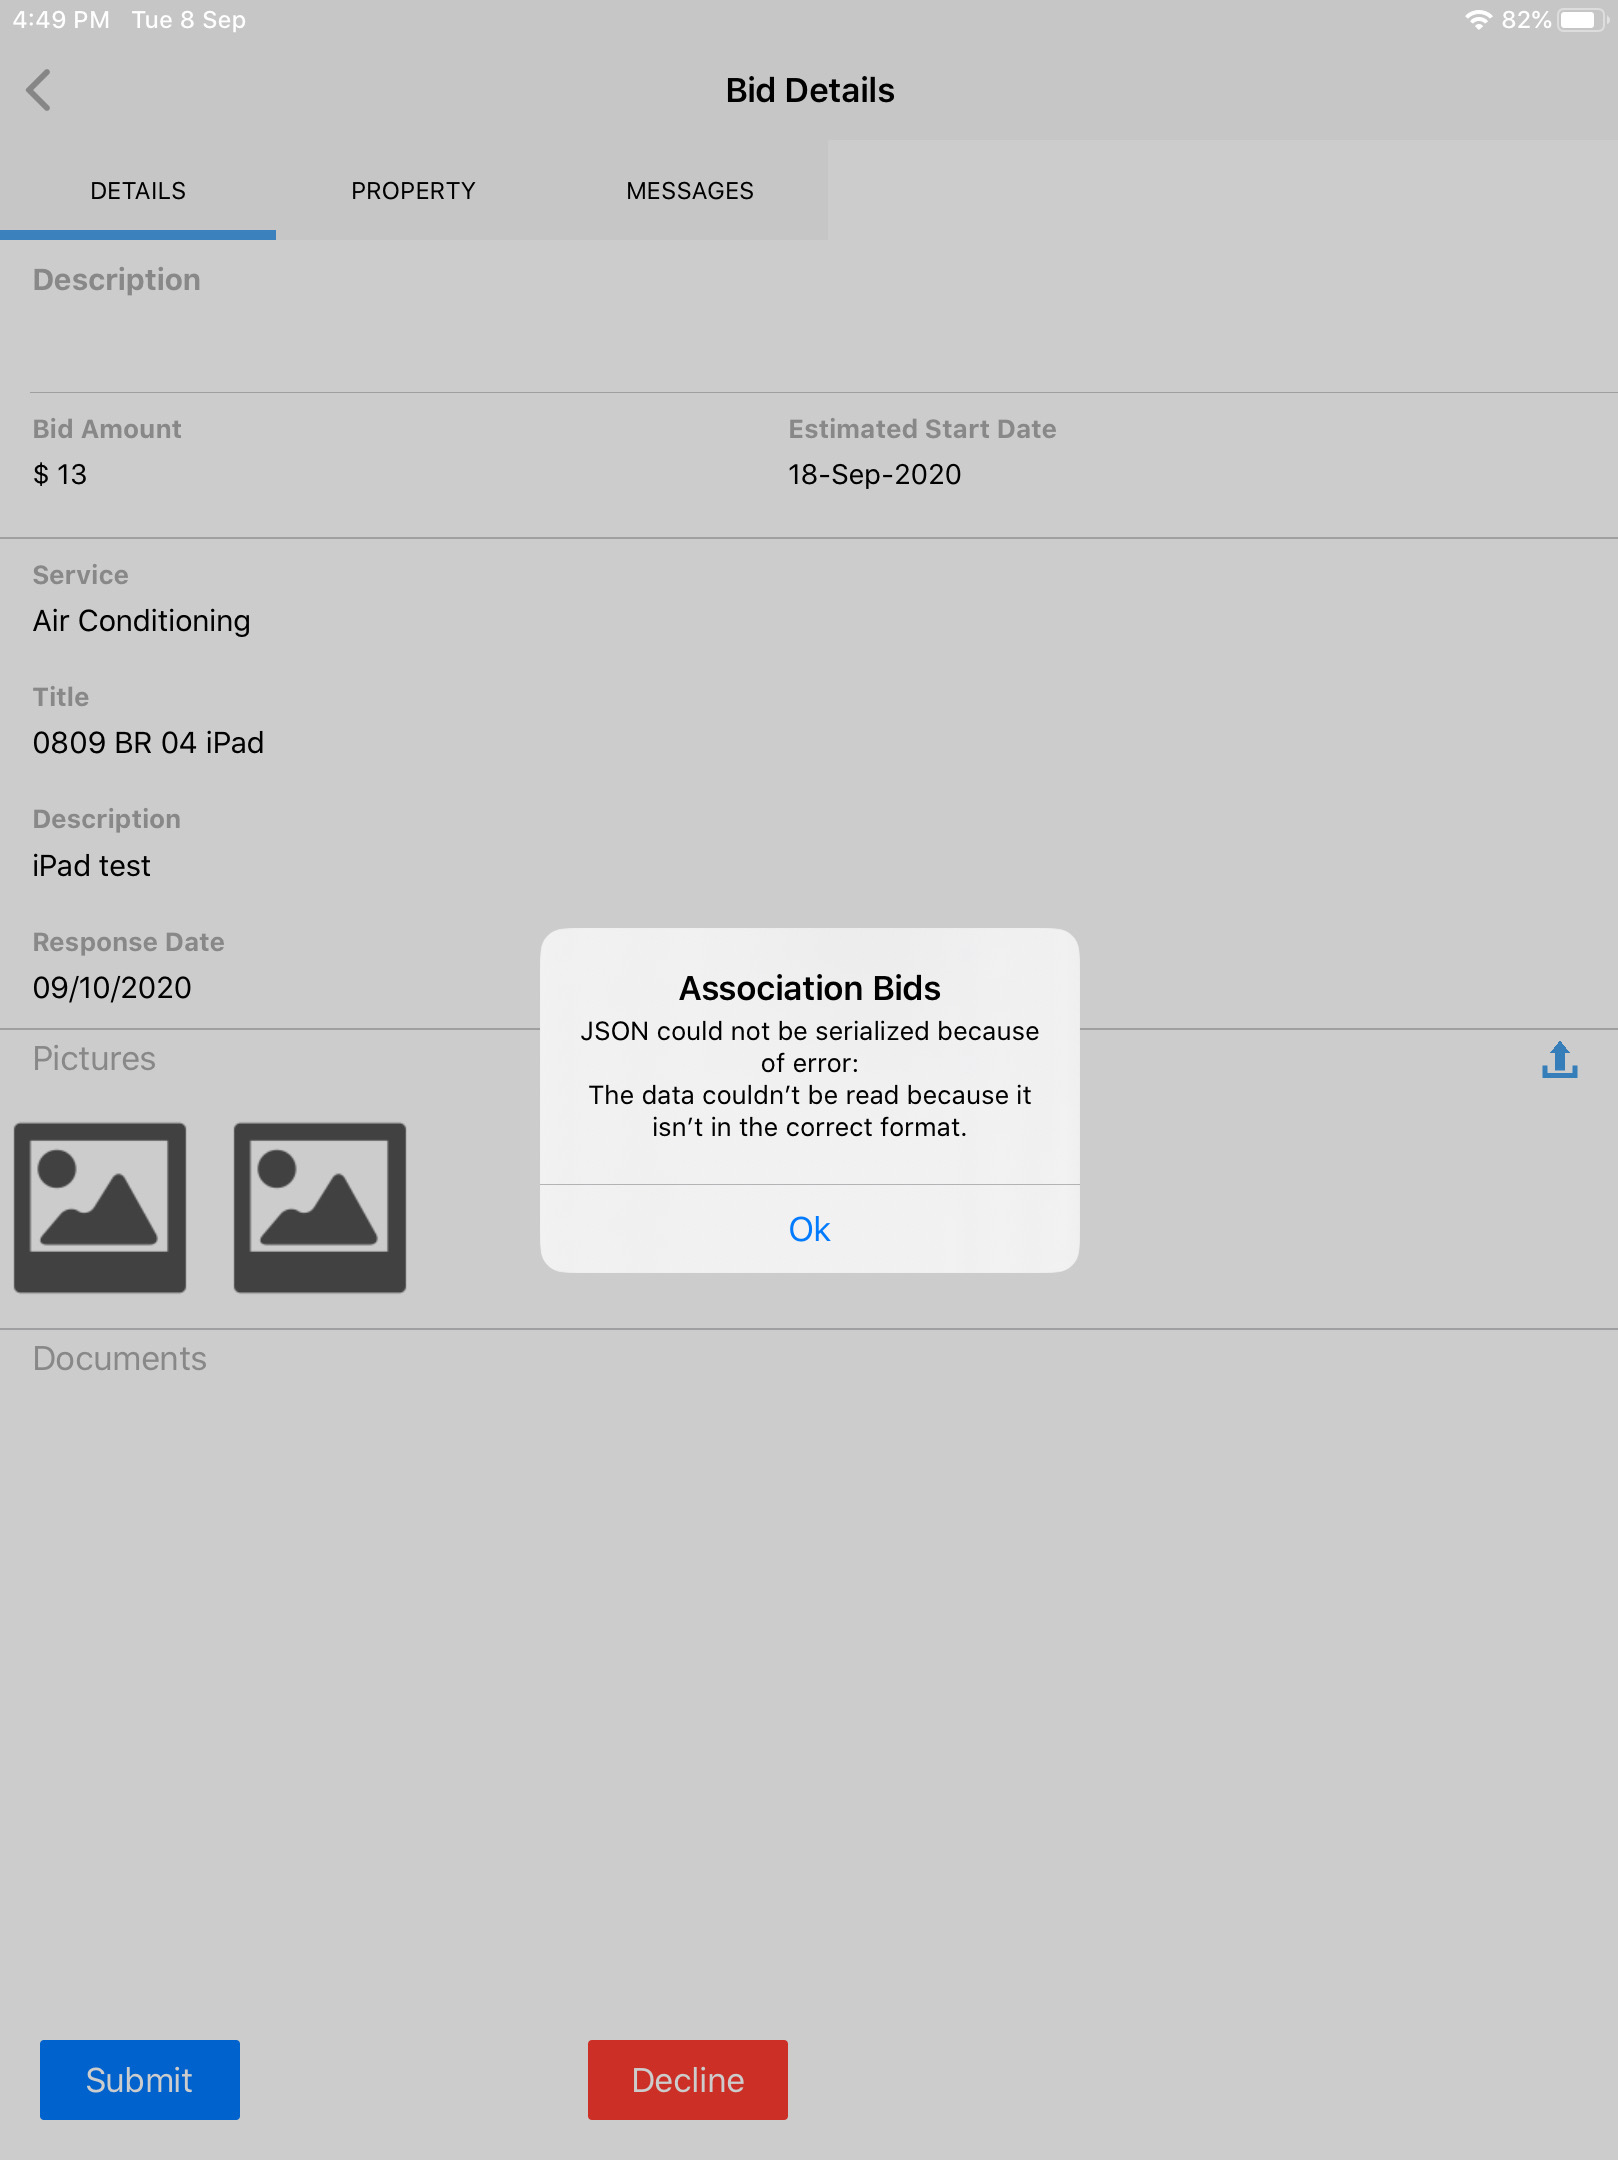 4:49 PM Tue 8 Sep 82%
Bid Details
DETAILS PROPERTY MESSAGES
Description
Bid Amount Estimated Start Date
$ 13 18-Sep-2020
Service
Air Conditioning
Title
0809 BR 04 iPad
Description
iPad test
Response Date
09/10/2020
Association Bids
JSON could not be serialized because
of error:
The data couldn’t be read because it
isn’t in the correct format.
Ok
Pictures
Documents
Submit Decline